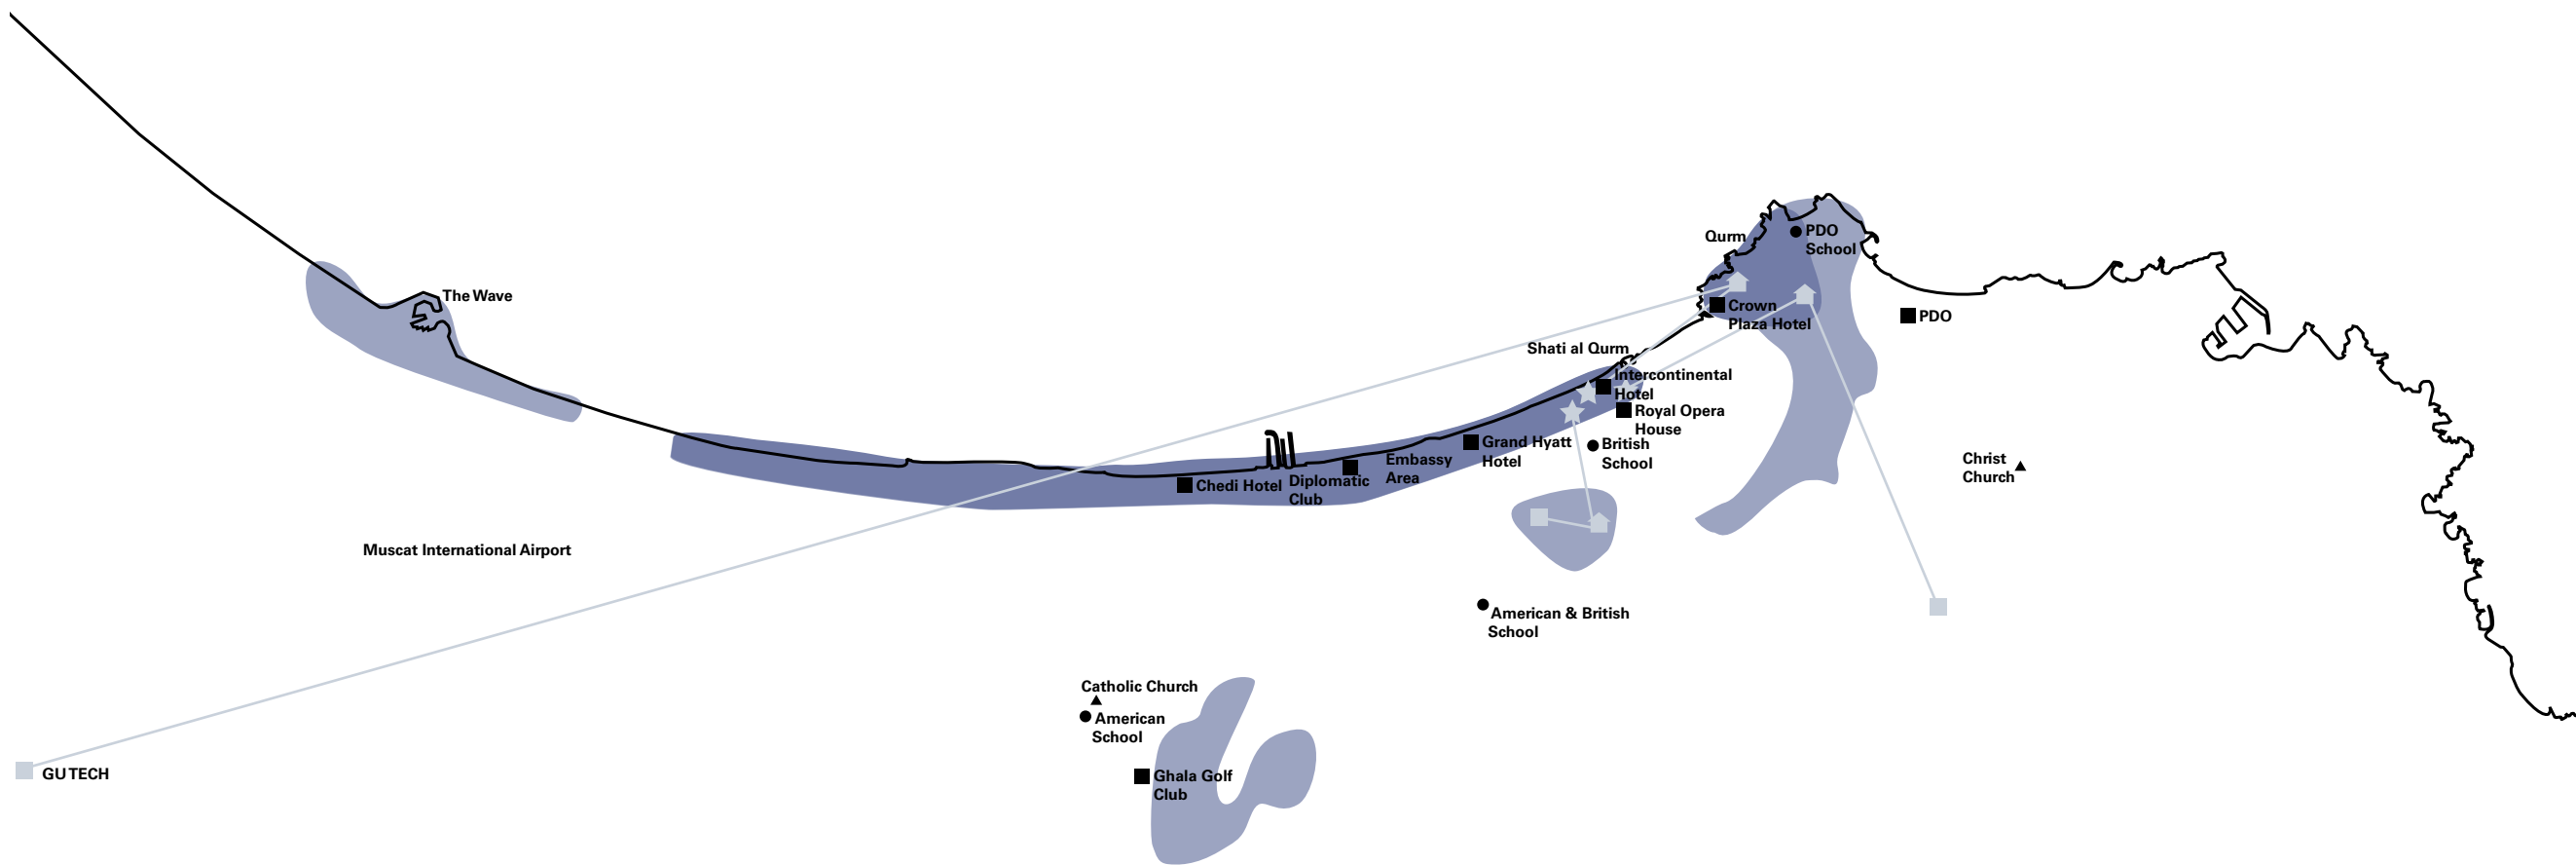 Qurm
PDO
School
The Wave
Crown
Plaza Hotel
PDO
Shati al Qurm
Intercontinental
Hotel
Royal Opera
House
Grand Hyatt
Hotel
British
School
Embassy
Area
Christ
Church
Chedi Hotel
Diplomatic
Club
Muscat International Airport
American & British
School
Catholic Church
American
School
GUTECH
Ghala Golf
Club